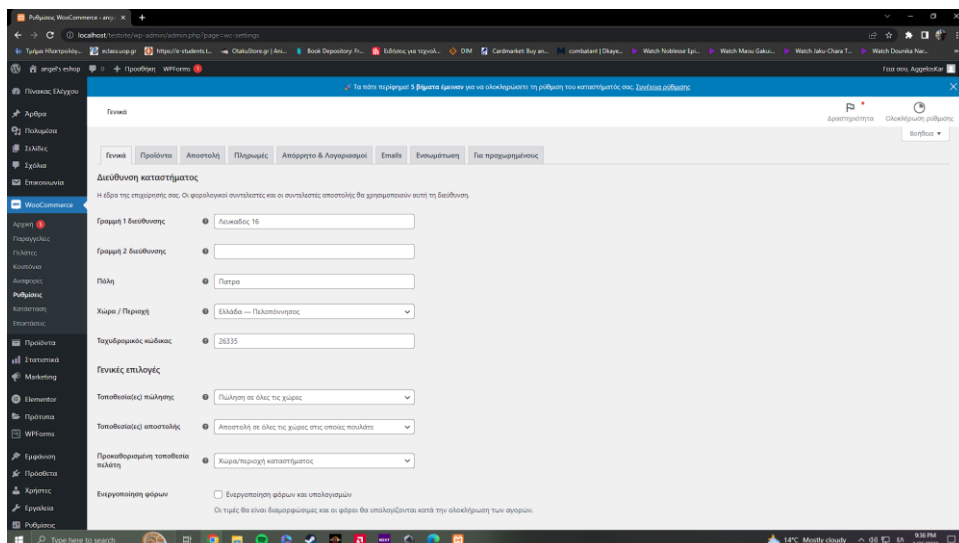 Ρυθμίσεις WooCommerce ‹ ang
localhost/testsite/wp-admin/admin.php?page=wc-settings
Τμήμα Ηλεκτρολόγ...
eclass.uop.gr
https://e-students.t...
OtakuStore.gr | Ani...
Book Depository Fr...
Ειδήσεις για τεχνολ...
DIM
Cardmarket Buy an...
combatant | Dkaye...
Watch Noblesse Epi...
Watch Maou Gakui...
Watch Jaku-Chara T...
Watch Dounika Nar...
angel's eshop
0
Προσθήκη
WPForms
Γεια σου, AggelosKar
Τα πάτε περίφημα! 5 βήματα έμειναν για να ολοκληρώσετε τη ρύθμιση του καταστήματός σας. Συνέχεια ρύθμισης
Γενικά
Δραστηριότητα
Ολοκλήρωση ρύθμισης
Βοήθεια
Πίνακας Ελέγχου
Άρθρα
Πολυμέσα
Σελίδες
Σχόλια
Επικοινωνία
WooCommerce
Αρχική
Παραγγελίες
Πελάτες
Κουπόνια
Αναφορές
Ρυθμίσεις
Κατάσταση
Επεκτάσεις
Προϊόντα
Στατιστικά
Marketing
Elementor
Πρότυπα
WPForms
Εμφάνιση
Πρόσθετα
Χρήστες
Εργαλεία
Ρυθμίσεις
Γενικά
Προϊόντα
Αποστολή
Πληρωμές
Απόρρητο & Λογαριασμοί
Emails
Ενσωμάτωση
Για προχωρημένους
Διεύθυνση καταστήματος
Η έδρα της επιχείρησής σας. Οι φορολογικοί συντελεστές και οι συντελεστές αποστολής θα χρησιμοποιούν αυτή τη διεύθυνση.
Γραμμή 1 διεύθυνσης
Λευκαδος 16
Γραμμή 2 διεύθυνσης
Πόλη
Πατρα
Χώρα / Περιοχή
Ελλάδα — Πελοπόννησος
Ταχυδρομικός κώδικας
26335
Γενικές επιλογές
Τοποθεσία(ες) πώλησης
Πώληση σε όλες τις χώρες
Τοποθεσία(ες) αποστολής
Αποστολή σε όλες τις χώρες στις οποίες πουλάτε
Προκαθορισμένη τοποθεσία
πελάτη
Χώρα/περιοχή καταστήματος
Ενεργοποίηση φόρων
Ενεργοποίηση φόρων και υπολογισμών
Οι τιμές θα είναι διαμορφώσιμες και οι φόροι θα υπολογίζονται κατά την ολοκλήρωση των αγορών.
Type here to search
14°C Mostly cloudy
9:36 PM